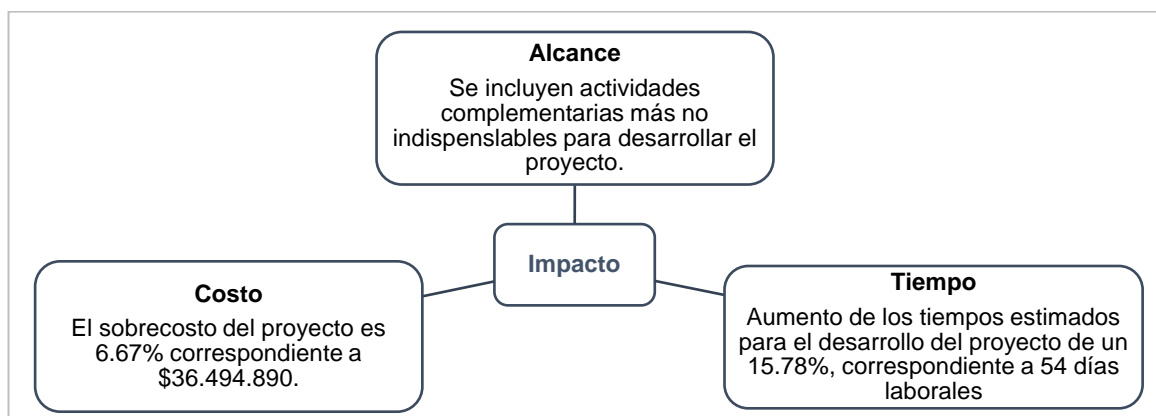 Alcance
Se incluyen actividades
complementarias más no
indispenslables para desarrollar el
proyecto.
Impacto
Costo
El sobrecosto del proyecto es
6.67% correspondiente a
$36.494.890.
Tiempo
Aumento de los tiempos estimados
para el desarrollo del proyecto de un
15.78%, correspondiente a 54 días
laborales